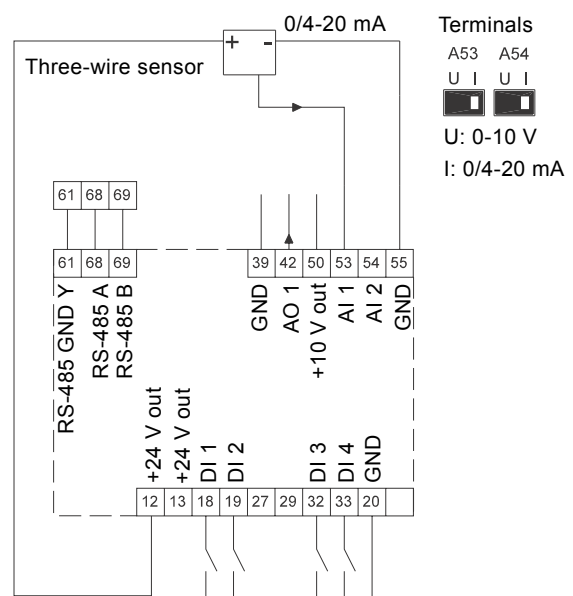 0/4-20 mA
Terminals
+ -
A53 A54
U I U I
Three-wire sensor
U: 0-10 V
I: 0/4-20 mA
61 68 69
61 68 69 39 42 50 53 54 55
RS-485 GND Y
RS-485 A
RS-485 B
GND
AO 1
+10 V out
AI 1
AI 2
GND
+24 V out
+24 V out
DI 1
DI 2
DI 3
DI 4
GND
12 13 18 19 27 29 32 33 20